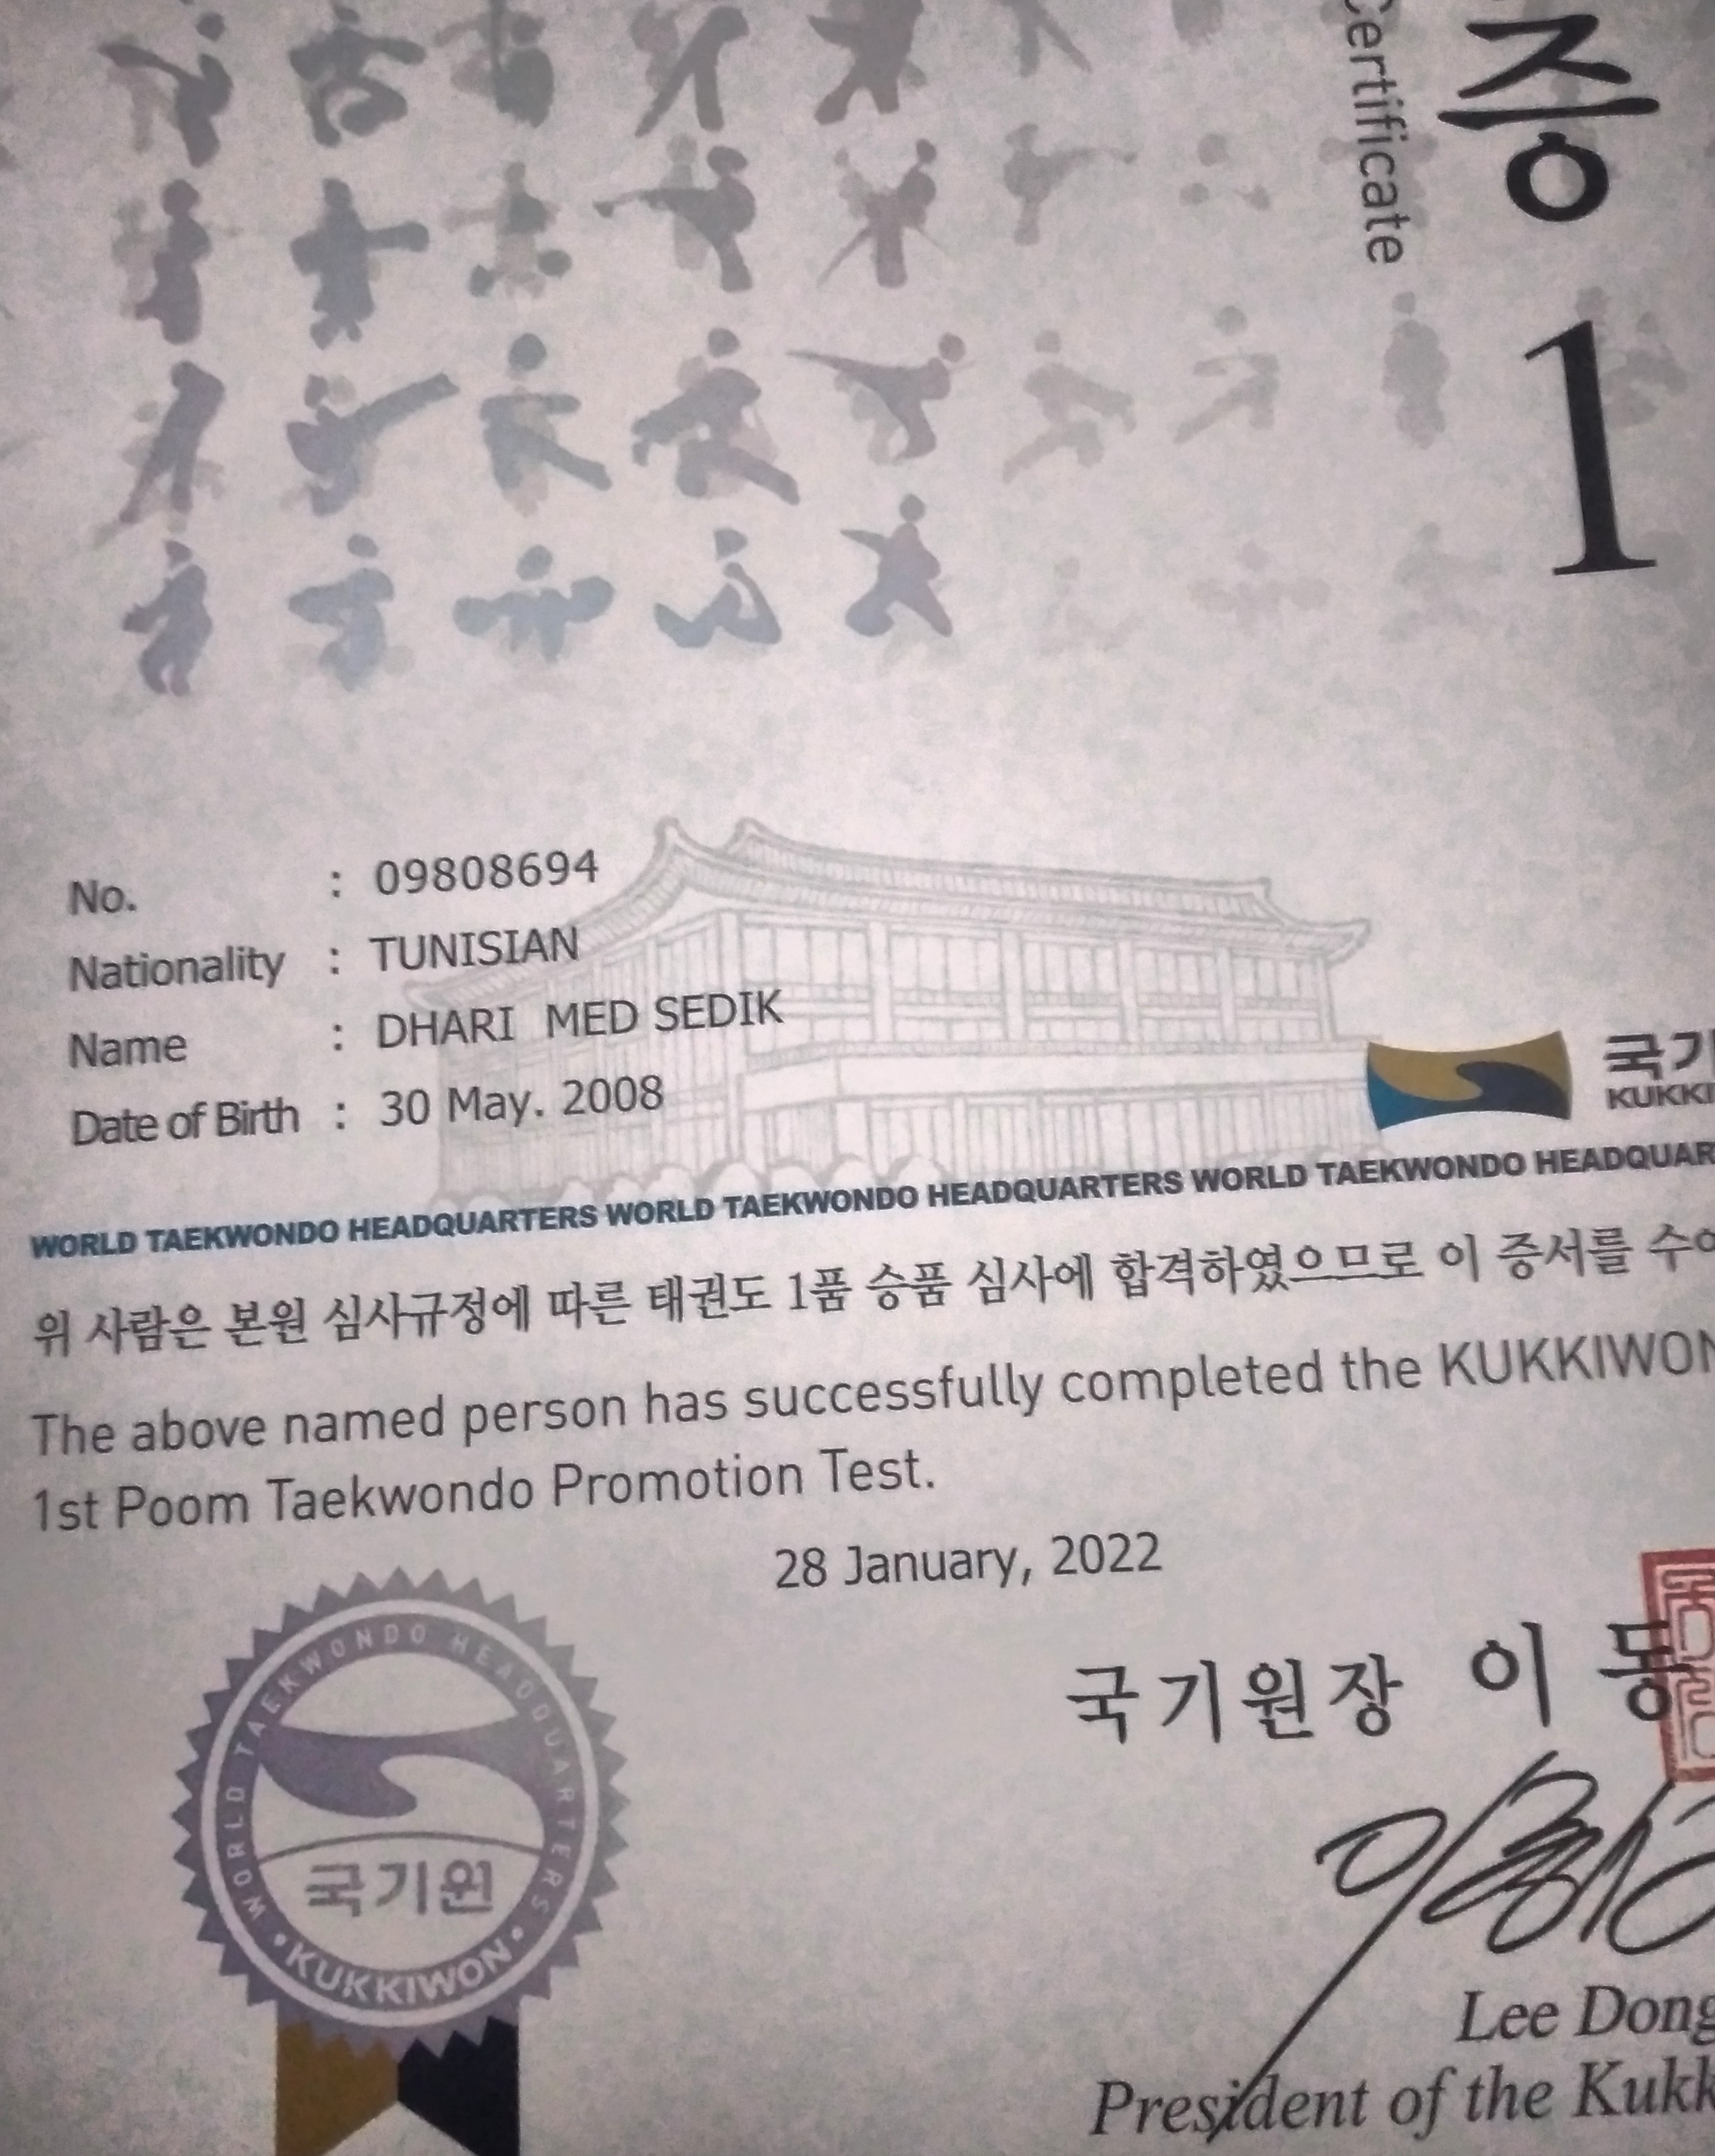 증
Certificate
1
No. : 09808694
Nationality : TUNISIAN
Name : DHARI MED SEDIK
Date of Birth : 30 May. 2008
국기
KUKKI
WORLD TAEKWONDO HEADQUARTERS WORLD TAEKWONDO HEADQUARTERS WORLD TAEKWONDO HEADQUAR
위 사람은 본원 심사규정에 따른 태권도 1품 승품 심사에 합격하였으므로 이 증서를 수여
The above named person has successfully completed the KUKKIWON
1st Poom Taekwondo Promotion Test.
28 January, 2022
국기원장 이 동
WORLD TAEKWONDO HEADQUARTERS
국기원
• KUKKIWON •
Lee Dong
President of the Kukk